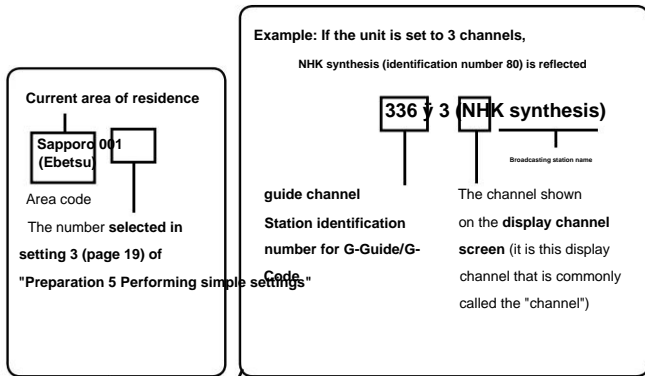 Current area of residence
Sapporo 001
(Ebetsu)
Area code
The number selected in
setting 3 (page 19) of
"Preparation 5 Performing simple settings"
Example: If the unit is set to 3 channels,
NHK synthesis (identification number 80) is reflected
336 ÿ 3 (NHK synthesis)
Broadcasting station name
guide channel
Station identification
number for G-Guide/G-
Code
The channel shown
on the display channel
screen (it is this display
channel that is commonly
called the "channel")